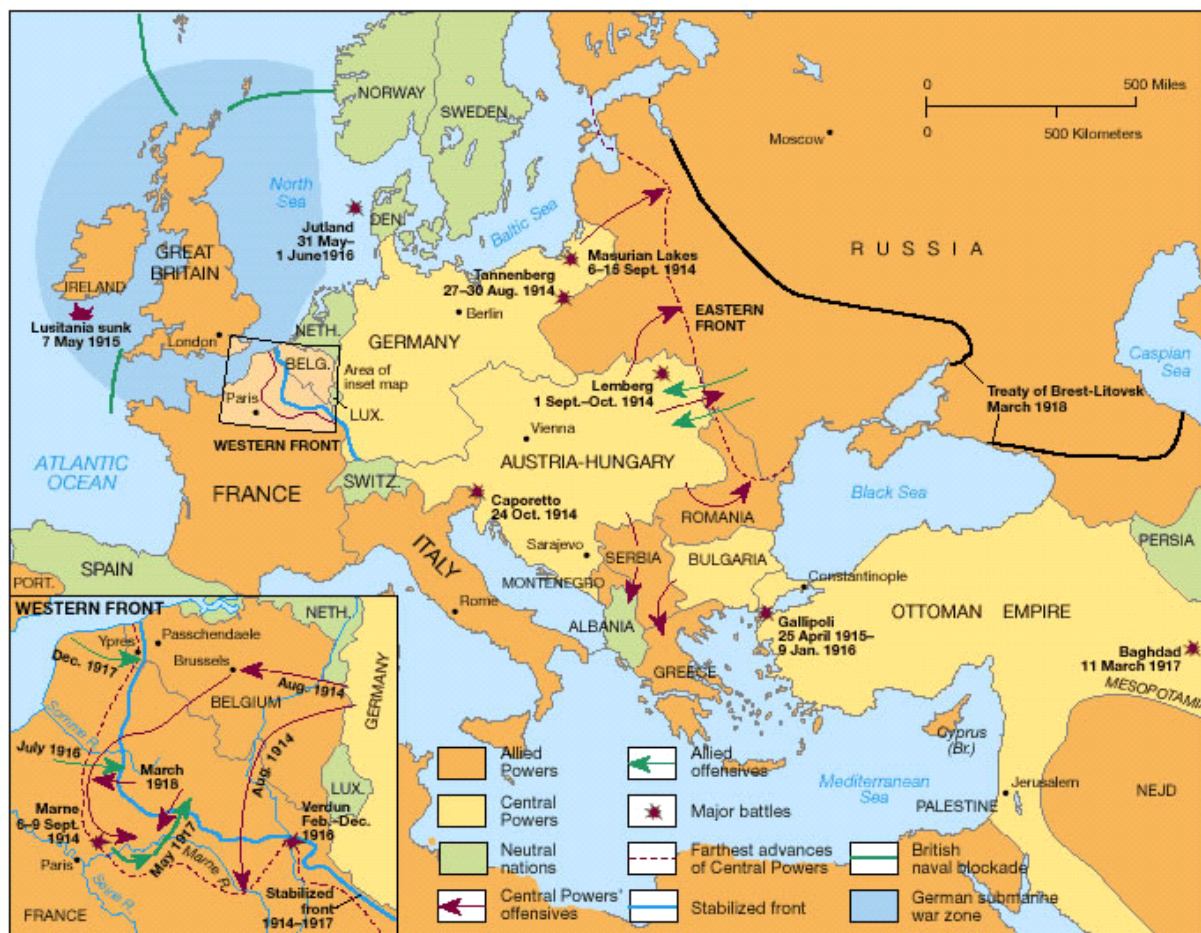 0
500 Miles
0
500 Kilometers
NORWAY
SWEDEN
Moscow
North
Sea
Baltic Sea
Jutland
31 May–
1 June1916
DEN.
RUSSIA
GREAT
BRITAIN
IRELAND
Lusitania sunk
7 May 1915
London
Masurian Lakes
6–15 Sept. 1914
Tannenberg
27–30 Aug. 1914
Berlin
NETH.
GERMANY
EASTERN
FRONT
BELG.
Area of
inset map
Paris
LUX.
WESTERN FRONT
Lemberg
1 Sept.–Oct. 1914
Caspian
Sea
Treaty of Brest-Litovsk
March 1918
Vienna
AUSTRIA-HUNGARY
ATLANTIC
OCEAN
FRANCE
SWITZ.
Caporetto
24 Oct. 1914
Black Sea
ROMANIA
ITALY
Sarajevo
SERBIA
BULGARIA
PERSIA
SPAIN
PORT.
MONTENEGRO
Constantinople
Rome
ALBANIA
Gallipoli
25 April 1915–
9 Jan. 1916
OTTOMAN EMPIRE
Baghdad
11 March 1917
MESOPOTAMI
GREECE
Cyprus
(Br.)
Mediterranean
Sea
Jerusalem
PALESTINE
NEJD
WESTERN FRONT
NETH.
Ypres
Passchendaele
Dec. 1917
Brussels
Aug. 1914
BELGIUM
GERMANY
Somme R.
July 1916
Aug. 1914
March
1918
LUX.
Marne
6–9 Sept.
1914
Verdun
Feb.–Dec.
1916
May 1917
Marne R.
Paris
Seine R.
Stabilized
front
1914–1917
FRANCE
Allied
Powers
Central
Powers
Neutral
nations
Central Powers'
offensives
Allied
offensives
Major battles
Farthest advances
of Central Powers
Stabilized front
British
naval blockade
German submarine
war zone